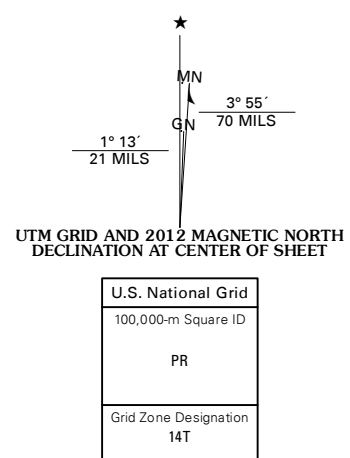 ★
MN
3° 55´
70 MILS
GN
1° 13´
21 MILS
UTM GRID AND 2012 MAGNETIC NORTH
DECLINATION AT CENTER OF SHEET
U.S. National Grid
100,000-m Square ID
PR
Grid Zone Designation
14T